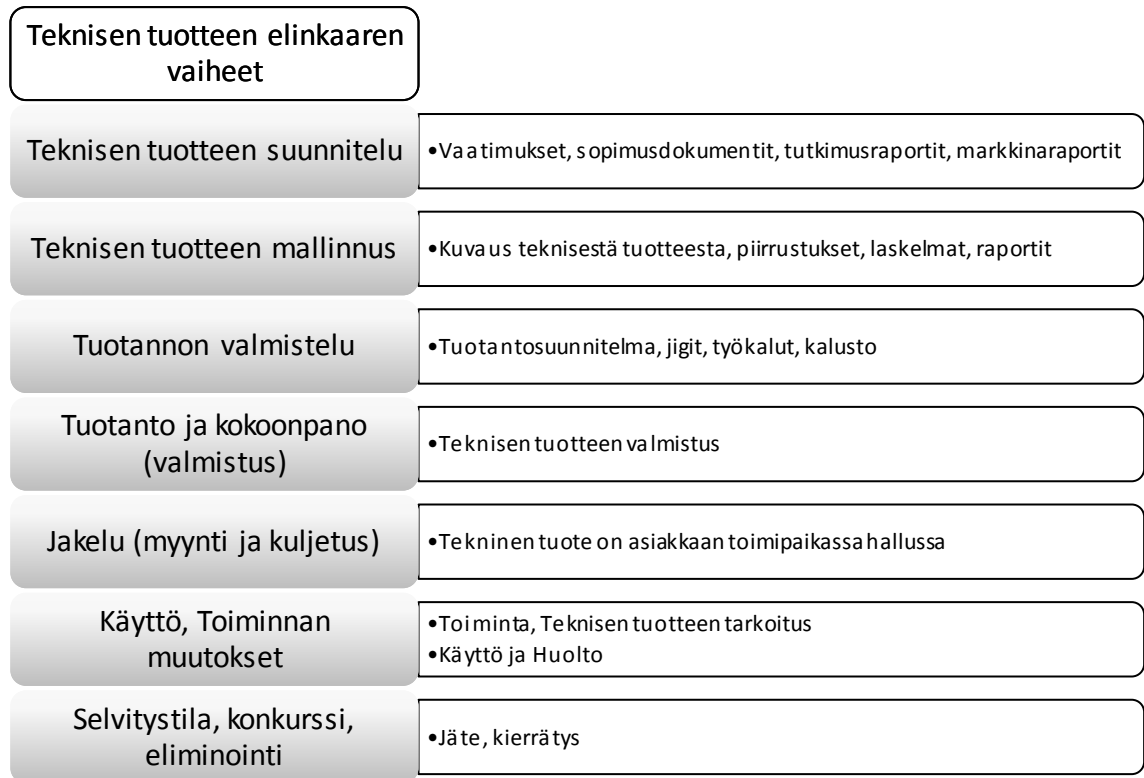 Teknisen tuotteen elinkaaren
vaiheet
Teknisen tuotteen suunnitelu
•Vaatimukset, sopimusdokumentit, tutkimusraportit, markkinaraportit
Teknisen tuotteen mallinnus
•Kuvaus teknisestä tuotteesta, piirrustukset, laskelmat, raportit
Tuotannon valmistelu
•Tuotantosuunnitelma, jigit, työkalut, kalusto
Tuotanto ja kokoonpano
(valmistus)
•Teknisen tuotteen valmistus
Jakelu (myynti ja kuljetus)
•Tekninen tuote on asiakkaan toimipaikassa hallussa
Käyttö, Toiminnan
muutokset
•Toiminta, Teknisen tuotteen tarkoitus
•Käyttö ja Huolto
Selvitystila, konkurssi,
eliminointi
•Jäte, kierrätys